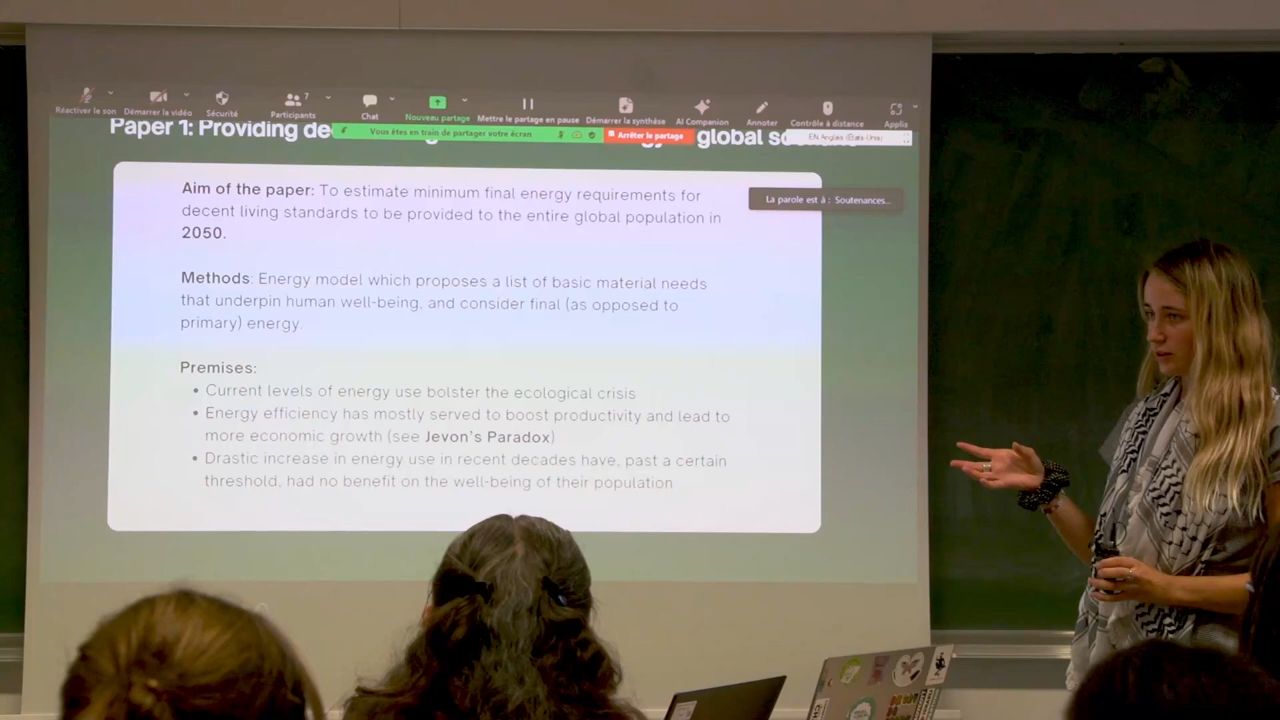 Réactiver le son Démarrer la vidéo Sécurité Participants 7 Chat Nouveau partage Mettre le partage en pause Démarrer la synthèse AI Companion Annoter Contrôle à distance Applis
Vous êtes en train de partager votre écran Arrêter le partage EN Anglais (États-Unis)
Paper 1: Providing global
La parole est à : Soutenances...
Aim of the paper: To estimate minimum final energy requirements for
decent living standards to be provided to the entire global population in
2050.
Methods: Energy model which proposes a list of basic material needs
that underpin human well-being, and consider final (as opposed to
primary) energy.
Premises:
• Current levels of energy use bolster the ecological crisis
• Energy efficiency has mostly served to boost productivity and lead to
more economic growth (see Jevon's Paradox)
• Drastic increase in energy use in recent decades have, past a certain
threshold, had no benefit on the well-being of their population